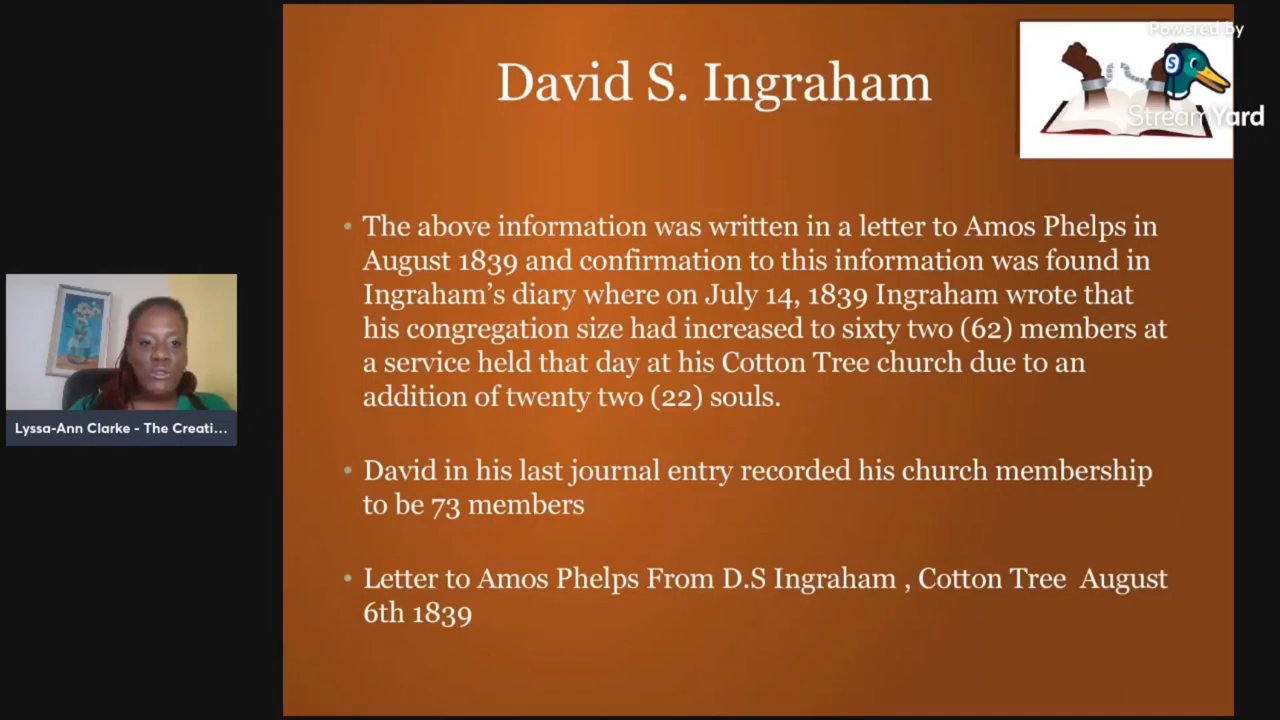 David S. Ingraham
Powered by
S
StreamYard
• The above information was written in a letter to Amos Phelps in
August 1839 and confirmation to this information was found in
Ingraham’s diary where on July 14, 1839 Ingraham wrote that
his congregation size had increased to sixty two (62) members at
a service held that day at his Cotton Tree church due to an
addition of twenty two (22) souls.
• David in his last journal entry recorded his church membership
to be 73 members
• Letter to Amos Phelps From D.S Ingraham , Cotton Tree August
6th 1839
Lyssa-Ann Clarke - The Creati...